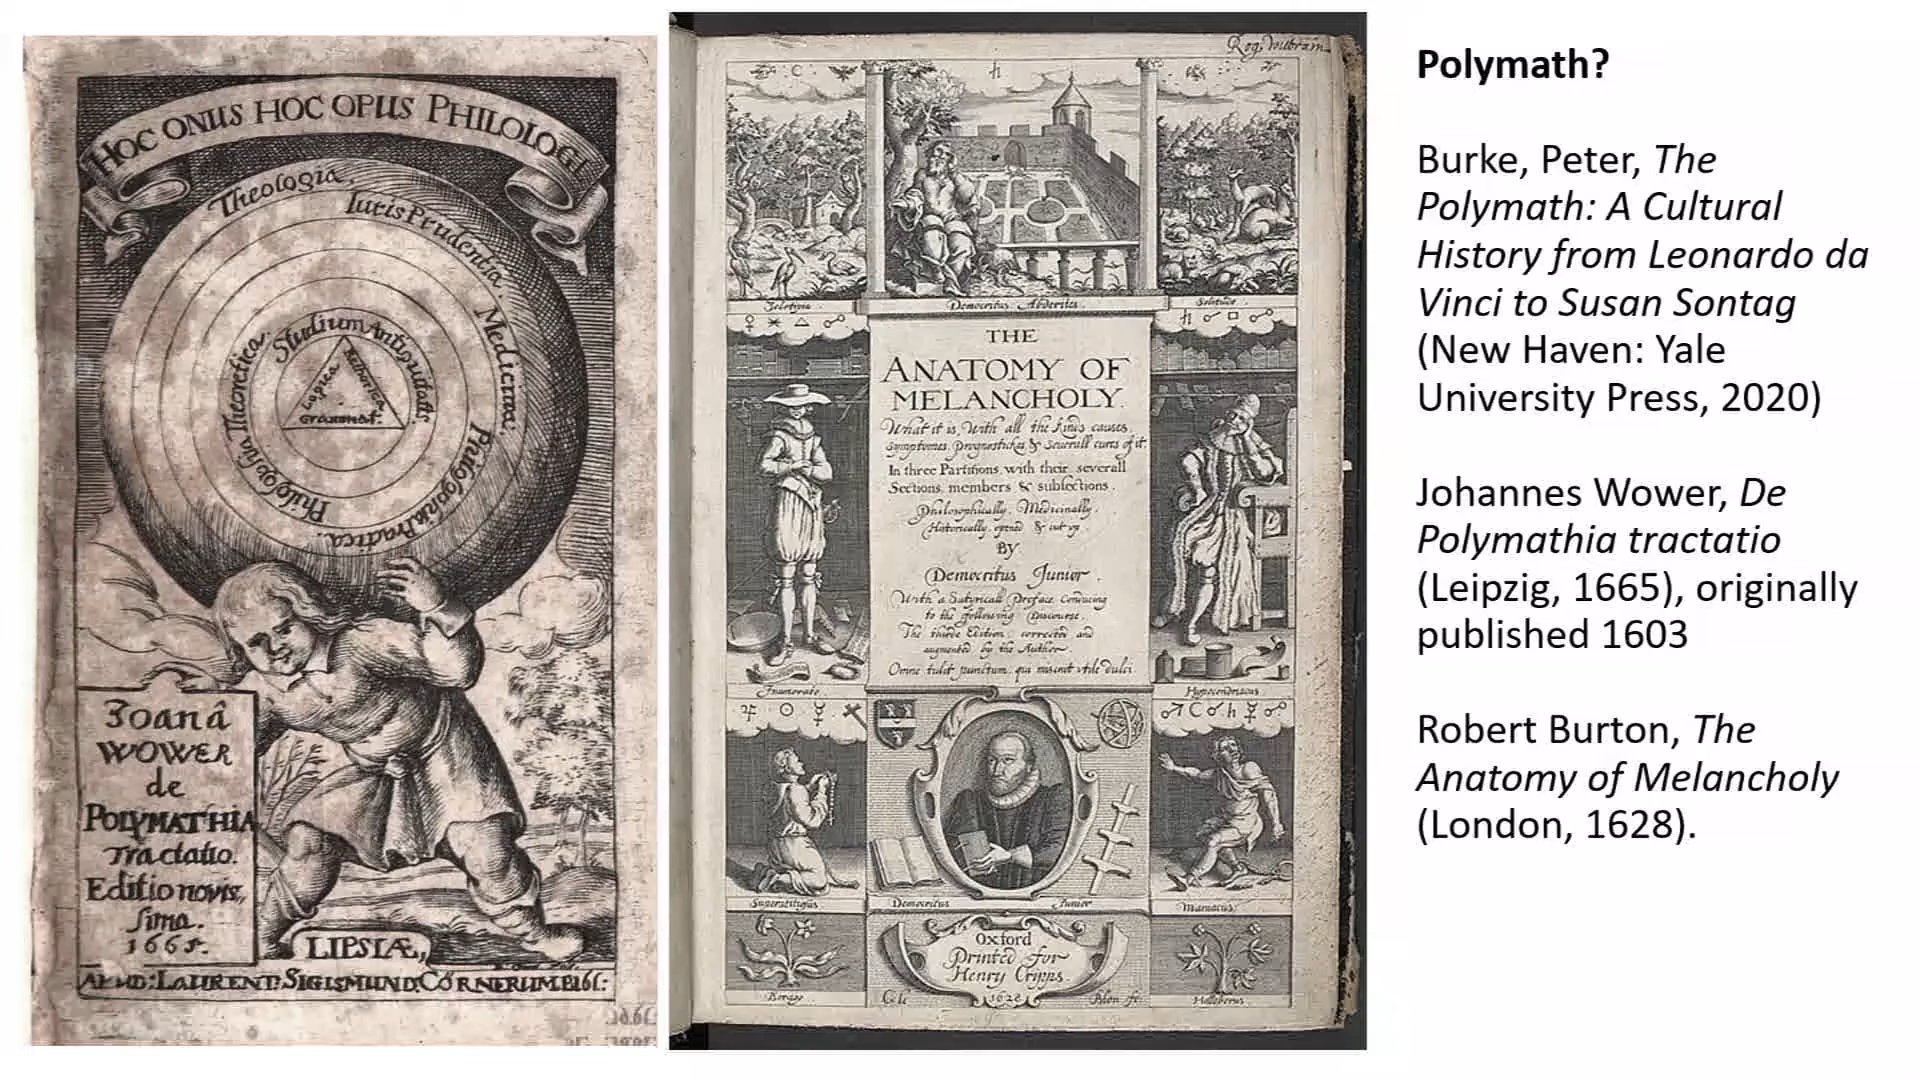 HOC ONUS HOC OPUS PHILOLOGI
Theologia.
IurisPrudentia.
Medicina.
Philosophia Practica.
Philosophia Theoretica.
Studium Antiquitatis
Logica
Rhetorica
Grammat.
Joanā
WOWER
de
POLYMATHIA
Tractatio.
Editio novis,
sima.
1665.
LIPSIÆ,
APUD: LAURENT: SIGISMUND: CÖRNERUM. BIBL:
Zelotipia.
Democritus Abderites.
Solitudo.
THE
ANATOMY OF
MELANCHOLY.
What it is, With all the kinds causes,
symptomes, prognostickes, & severall cures of it.
In three Partitions, with their severall
Sections, members & subsections.
Philosophically, Medicinally,
Historically, opened & cut up.
BY
Democritus Junior.
With a Satyricall Preface, Conducing
to the following Discourse.
The thirde Edition, corrected and
augmented by the Author.
Omne tulit punctum, qui miscuit utile dulci.
Inamorato.
Hypocondriacus.
Superstitiosus
Democritus Junior
Maniacus.
Oxford
Printed for
Henry Cripps.
1628
Borago
Helleborus
Polymath?
Burke, Peter, The
Polymath: A Cultural
History from Leonardo da
Vinci to Susan Sontag
(New Haven: Yale
University Press, 2020)
Johannes Wower, De
Polymathia tractatio
(Leipzig, 1665), originally
published 1603
Robert Burton, The
Anatomy of Melancholy
(London, 1628).